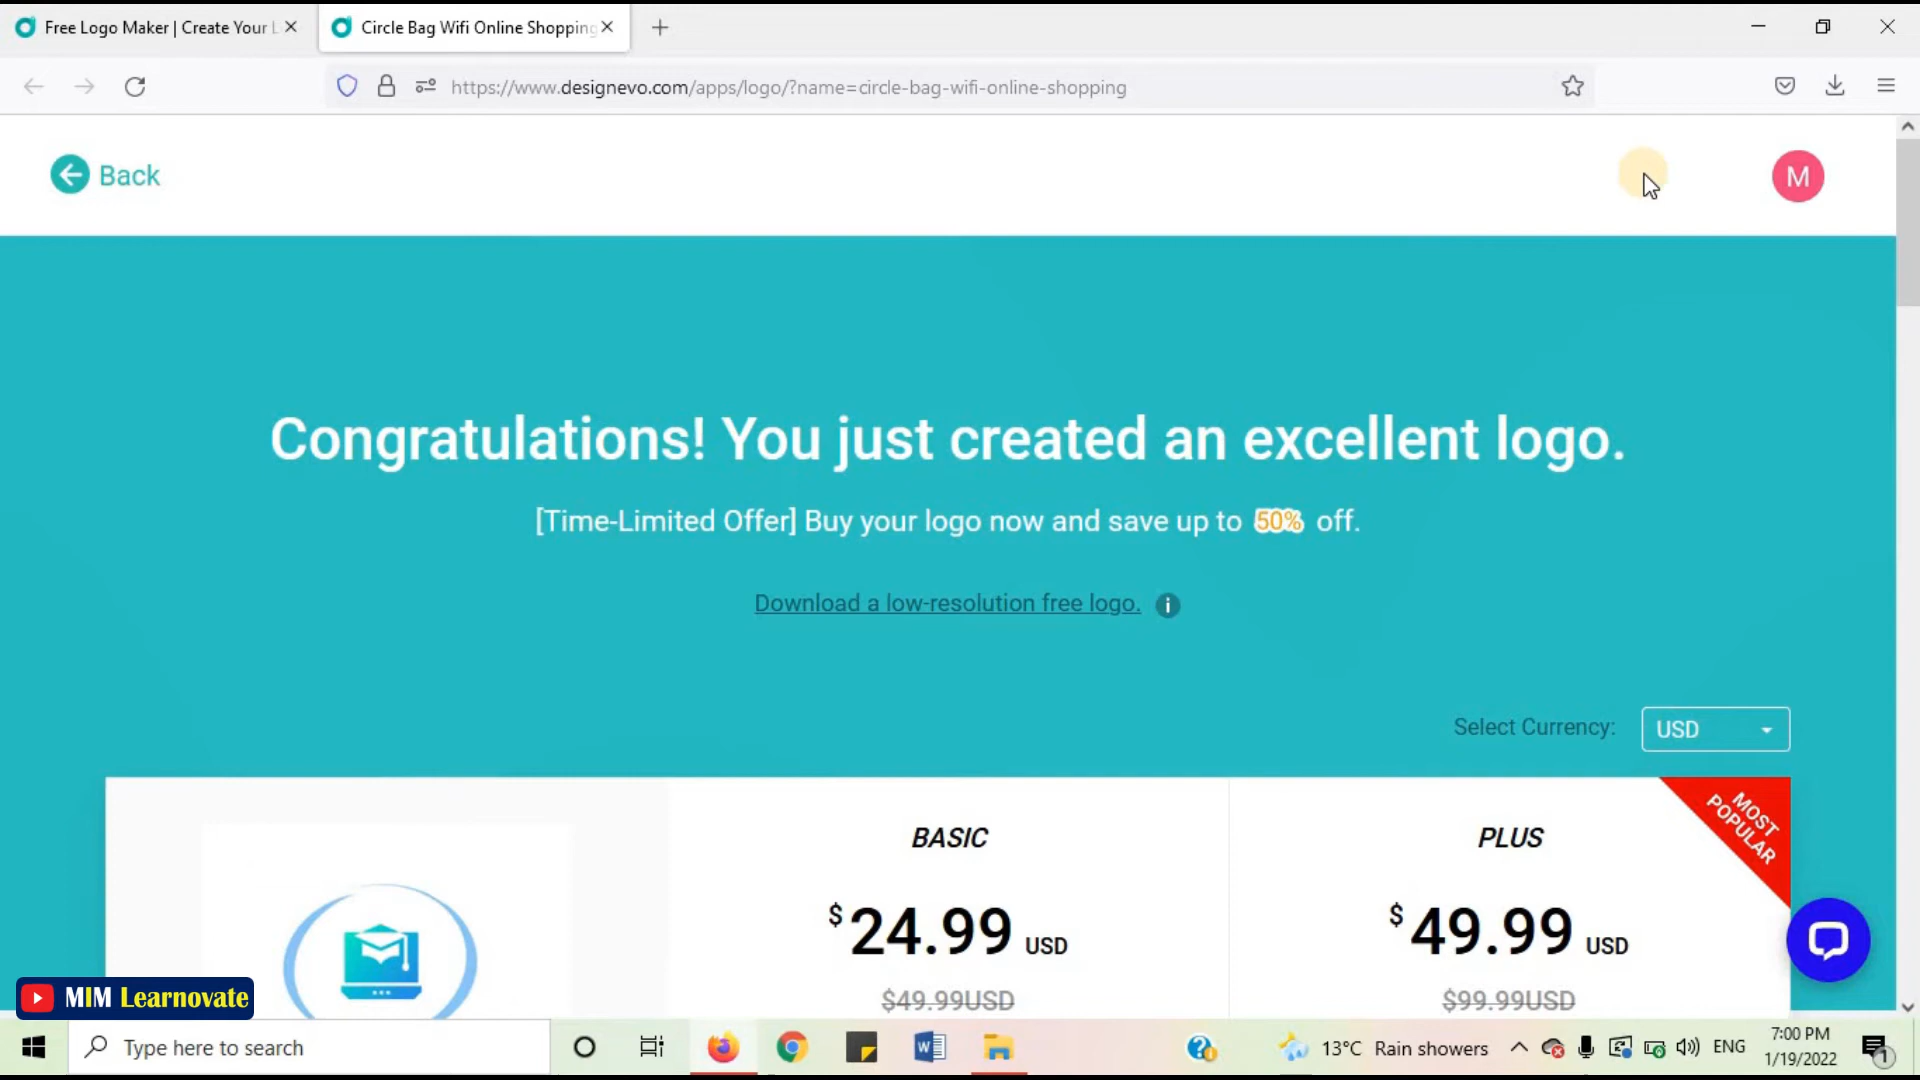 Free Logo Maker | Create Your L
Circle Bag Wifi Online Shopping
https://www.designevo.com/apps/logo/?name=circle-bag-wifi-online-shopping
Back
M
Congratulations! You just created an excellent logo.
[Time-Limited Offer] Buy your logo now and save up to 50% off.
Download a low-resolution free logo. i
Select Currency: USD
MOST
POPULAR
BASIC
PLUS
$24.99 USD
$49.99 USD
$49.99USD
$99.99USD
MIM Learnovate
Type here to search
W
?
13°C Rain showers
ENG
7:00 PM
1/19/2022
1